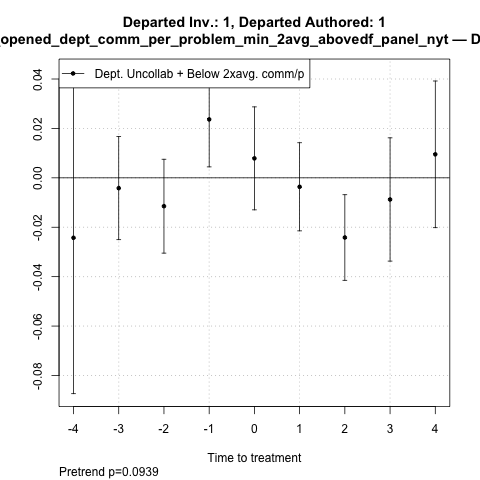 Departed Inv.: 1, Departed Authored: 1
opened_dept_comm_per_problem_min_2avg_abovedf_panel_nyt — D
Dept. Uncollab + Below 2xavg. comm/p
0.04
0.02
0.00
-0.02
-0.04
-0.06
-0.08
-4 -3 -2 -1 0 1 2 3 4
Time to treatment
Pretrend p=0.0939